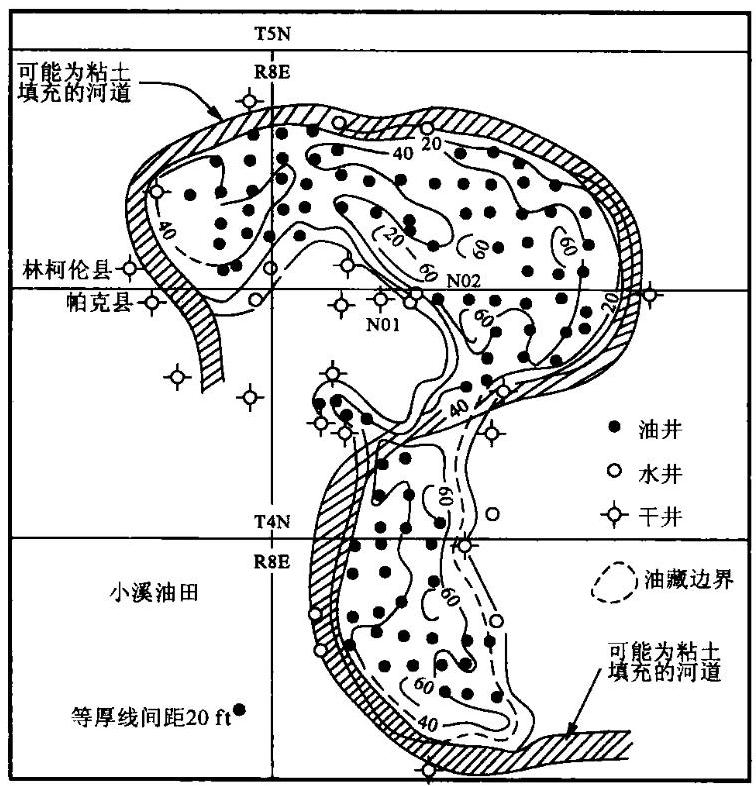 T5N
R8E
可能为粘土
填充的河道
40
20
40
20
60
60
60
林柯伦县
帕克县
N02
N01
20
60
40
油井
水井
干井
60
T4N
R8E
小溪油田
油藏边界
60
可能为粘土
填充的河道
60
40
等厚线间距20 ft